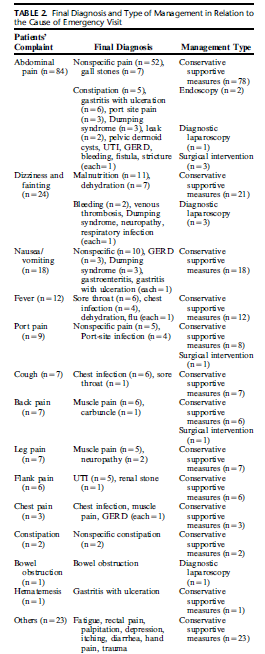 TABLE 2. Final Diagnosis and Type of Management in Relation to
the Cause of Emergency Visit
Patients'
Complaint Final Diagnosis Management Type
Abdominal Nonspecific pain (n=52), Conservative
pain (n=84) gall stones (n=7) supportive
measures (n=78)
Constipation (n=5), Endoscopy (n=2)
gastritis with ulceration
(n=6), port site pain
(n=3), Dumping
syndrome (n=3), leak Diagnostic
(n=2), pelvic dermoid laparoscopy
cysts, UTI, GERD, (n=1)
bleeding, fistula, stricture Surgical intervention
(each=1) (n=3)
Dizziness and Malnutrition (n=11), Conservative
fainting dehydration (n=7) supportive
(n=24) measures (n=21)
Bleeding (n=2), venous Diagnostic
thrombosis, Dumping laparoscopy
syndrome, neuropathy, (n=3)
respiratory infection
(each=1)
Nausea/ Nonspecific (n=10), GERD Conservative
vomiting (n=3), Dumping supportive
(n=18) syndrome (n=3), measures (n=18)
gastroenteritis, gastritis
with ulceration (each=1)
Fever (n=12) Sore throat (n=6), chest Conservative
infection (n=4), supportive
dehydration, flu (each=1) measures (n=12)
Port pain Nonspecific pain (n=5), Conservative
(n=9) Port-site infection (n=4) supportive
measures (n=8)
Surgical intervention
(n=1)
Cough (n=7) Chest infection (n=6), sore Conservative
throat (n=1) supportive
measures (n=7)
Back pain Muscle pain (n=6), Conservative
(n=7) carbuncle (n=1) supportive
measures (n=6)
Surgical intervention
(n=1)
Leg pain Muscle pain (n=5), Conservative
(n=7) neuropathy (n=2) supportive
measures (n=7)
Flank pain UTI (n=5), renal stone Conservative
(n=6) (n=1) supportive
measures (n=6)
Chest pain Chest infection, muscle Conservative
(n=3) pain, GERD (each=1) supportive
measures (n=3)
Constipation Nonspecific constipation Conservative
(n=2) (n=2) supportive
measures (n=2)
Bowel Bowel obstruction Diagnostic
obstruction laparoscopy
(n=1) (n=1)
Hematemesis Gastritis with ulceration Conservative
(n=1) supportive
measures (n=1)
Others (n=23) Fatigue, rectal pain, Conservative
palpitation, depression, supportive
itching, diarrhea, hand measures (n=23)
pain, trauma